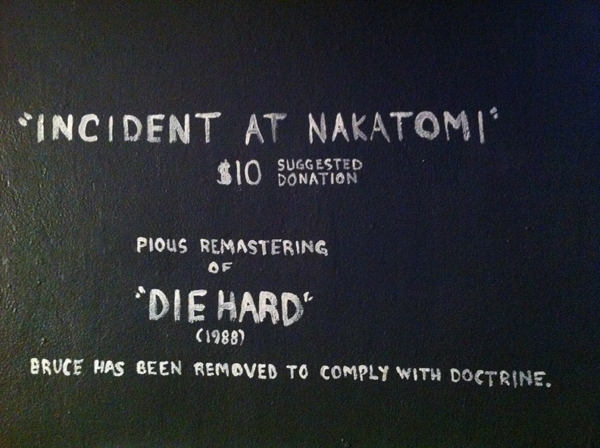 "INCIDENT AT NAKATOMI"
$10 SUGGESTED
DONATION
PIOUS REMASTERING
OF
"DIE HARD"
(1988)
BRUCE HAS BEEN REMOVED TO COMPLY WITH DOCTRINE.